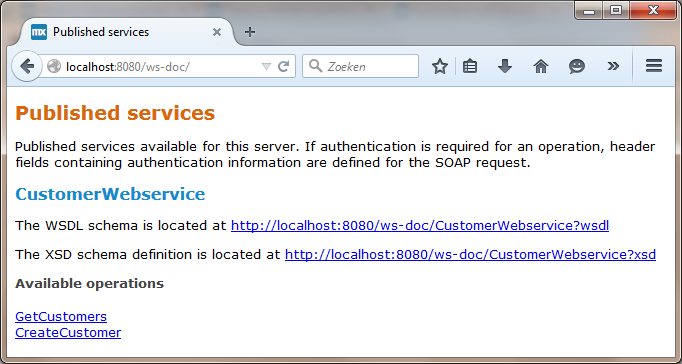 mx Published services
localhost:8080/ws-doc/
Zoeken
Published services
Published services available for this server. If authentication is required for an operation, header
fields containing authentication information are defined for the SOAP request.
CustomerWebservice
The WSDL schema is located at http://localhost:8080/ws-doc/CustomerWebservice?wsdl
The XSD schema definition is located at http://localhost:8080/ws-doc/CustomerWebservice?xsd
Available operations
GetCustomers
CreateCustomer